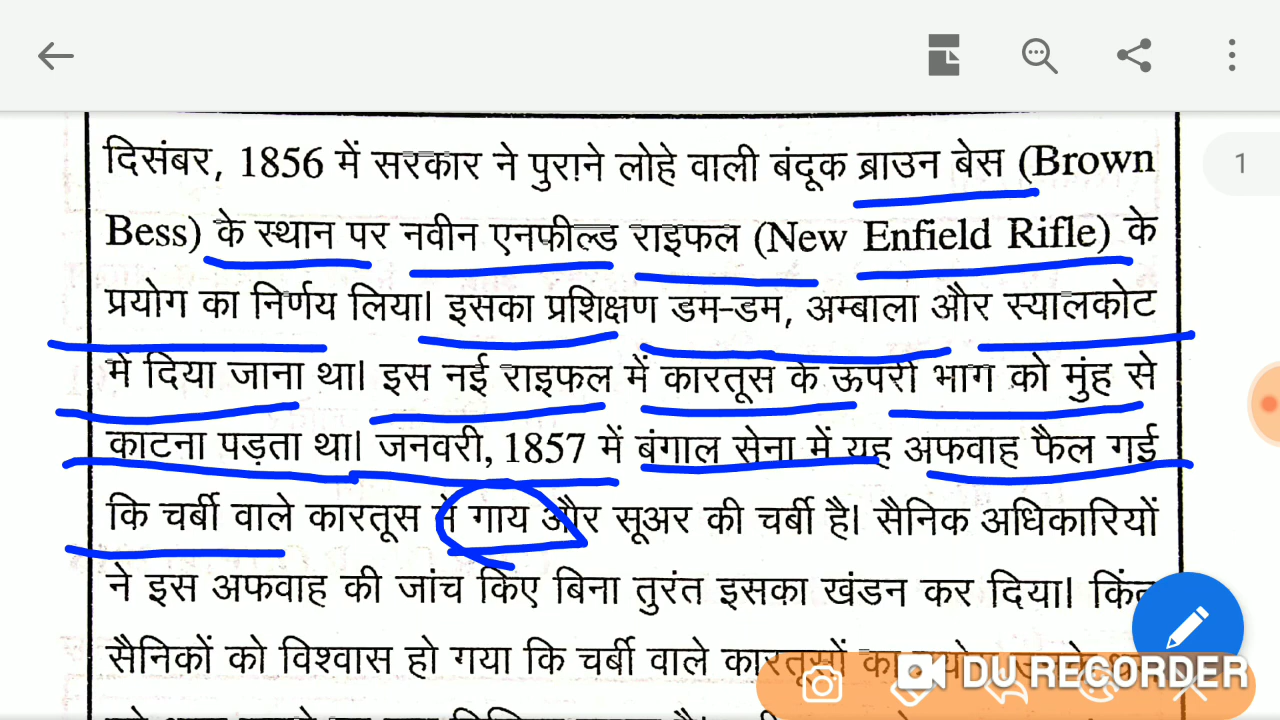 1
दिसंबर, 1856 में सरकार ने पुराने लोहे वाली बंदूक ब्राउन बेस (Brown
Bess) के स्थान पर नवीन एनफील्ड राइफल (New Enfield Rifle) के
प्रयोग का निर्णय लिया। इसका प्रशिक्षण डम-डम, अम्बाला और स्यालकोट
में दिया जाना था। इस नई राइफल में कारतूस के ऊपरी भाग को मुंह से
काटना पड़ता था। जनवरी, 1857 में बंगाल सेना में यह अफवाह फैल गई
कि चर्बी वाले कारतूस में गाय और सूअर की चर्बी है। सैनिक अधिकारियों
ने इस अफवाह की जांच किए बिना तुरंत इसका खंडन कर दिया। किंतु
सैनिकों को विश्वास हो गया कि चर्बी वाले कारतूसों का
DU RECORDER